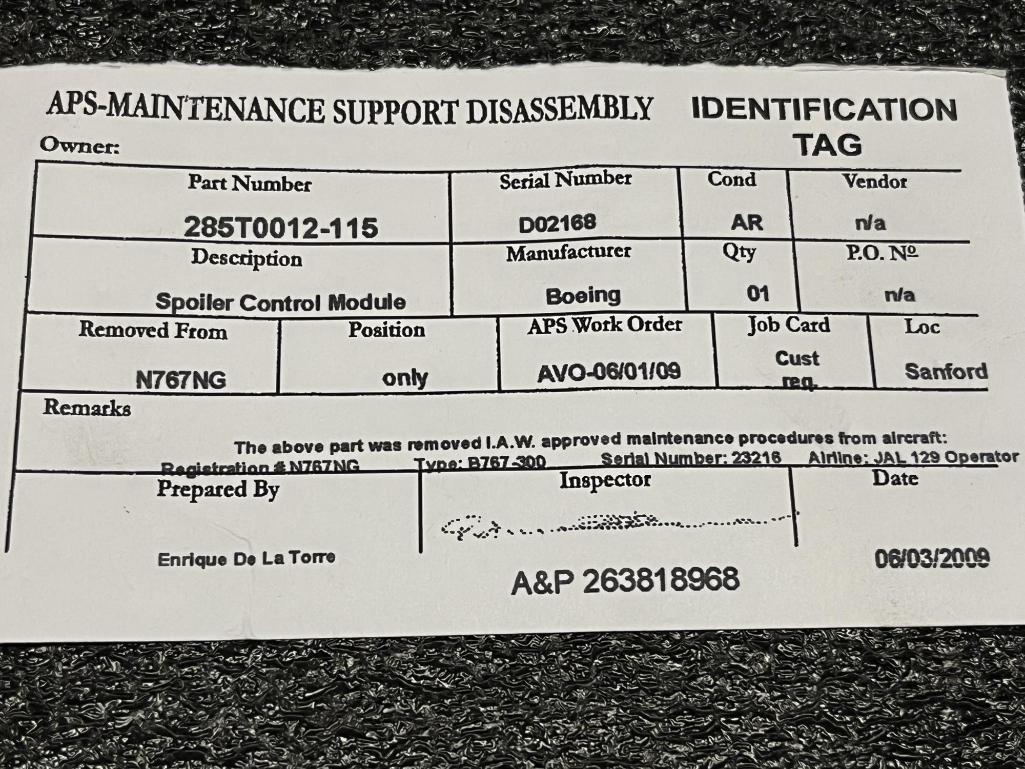 APS-MAINTENANCE SUPPORT DISASSEMBLY IDENTIFICATION TAG
Owner:
Part Number Serial Number Cond Vendor
285T0012-115 D02168 AR n/a
Description Manufacturer Qty P.O. Nº
Spoiler Control Module Boeing 01 n/a
Removed From Position APS Work Order Job Card Loc
N767NG only AVO-06/01/09 Cust req. Sanford
Remarks
The above part was removed I.A.W. approved maintenance procedures from aircraft:
Registration # N767NG Type: B767-300 Serial Number: 23216 Airline: JAL 129 Operator
Prepared By Inspector Date
Enrique De La Torre 06/03/2009
A&P 263818968